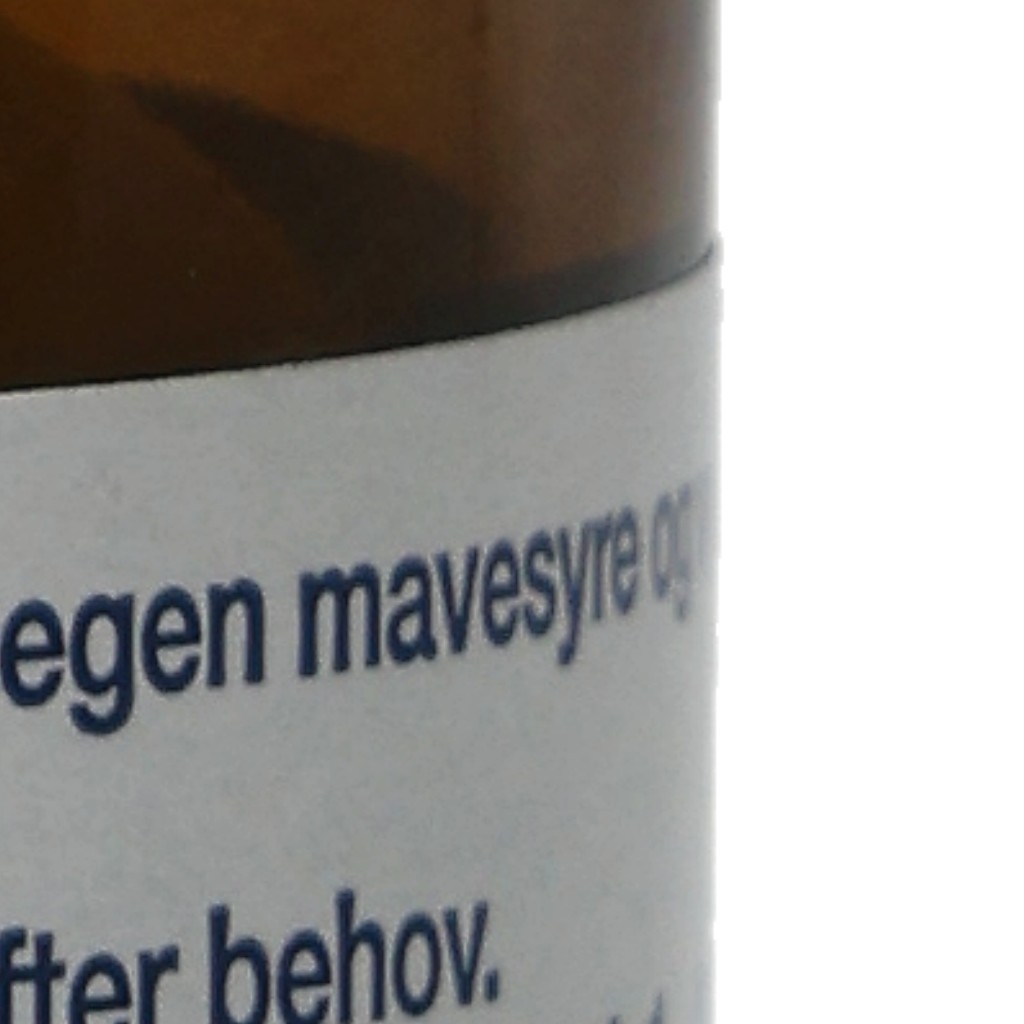 egen mavesyre og
fter behov.